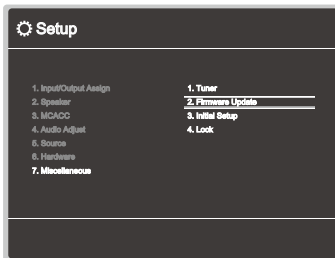 Setup
1. Input/Output Assign
2. Speaker
3. MCACC
4. Audio Adjust
5. Source
6. Hardware
7. Miscellaneous
1. Tuner
2. Firmware Update
3. Initial Setup
4. Lock